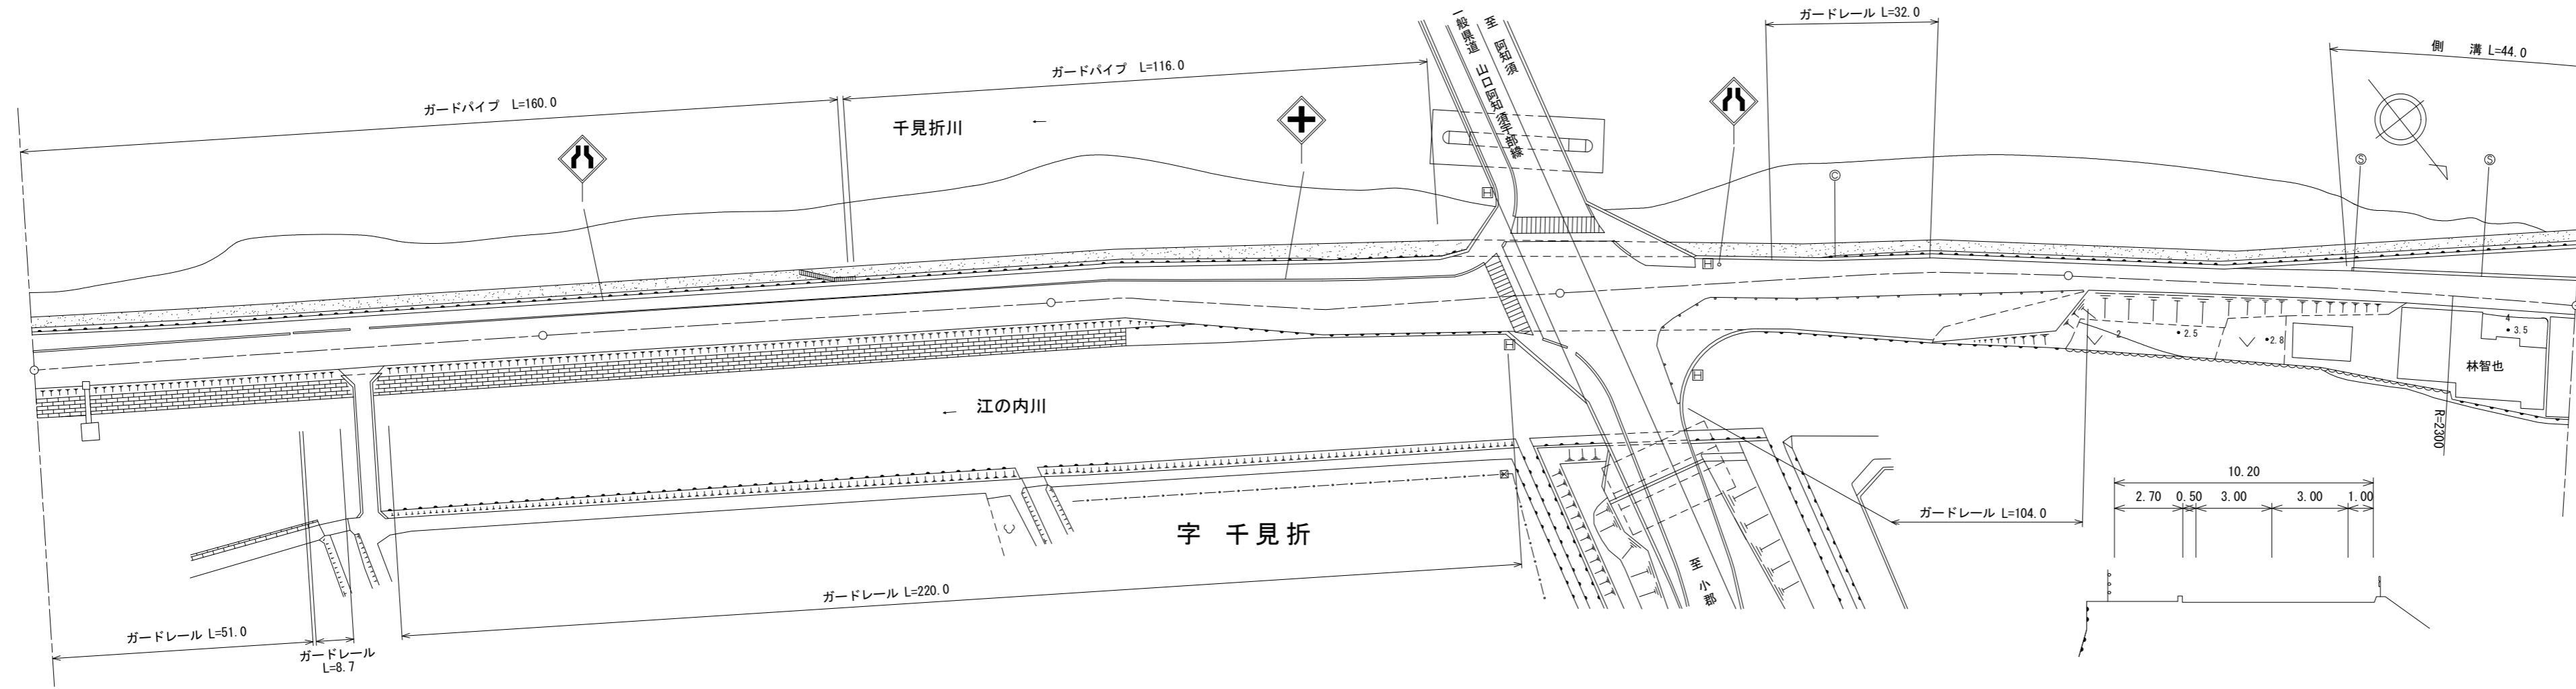 ガードレール L=32.0
側 溝 L=44.0
ガードパイプ L=116.0
ガードパイプ L=160.0
千見折川 ←
一般県道 山口阿知須宇部線
至 阿知須
H
C
S
S
H
H
H
2
2.5
2.8
4
3.5
林智也
R=2300
← 江の内川
字 千見折
至 小郡
ガードレール L=104.0
10.20
2.70 0.50 3.00 3.00 1.00
ガードレール L=220.0
ガードレール L=51.0
ガードレール
L=8.7